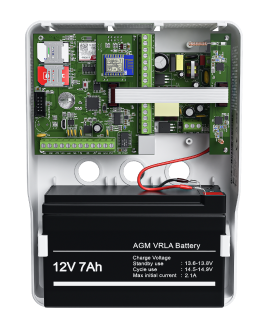 AGM VRLA Battery
Charge Voltage
Standby use : 13.6-13.8V
Cycle use : 14.5-14.9V
Max initial current : 2.1A
12V 7Ah